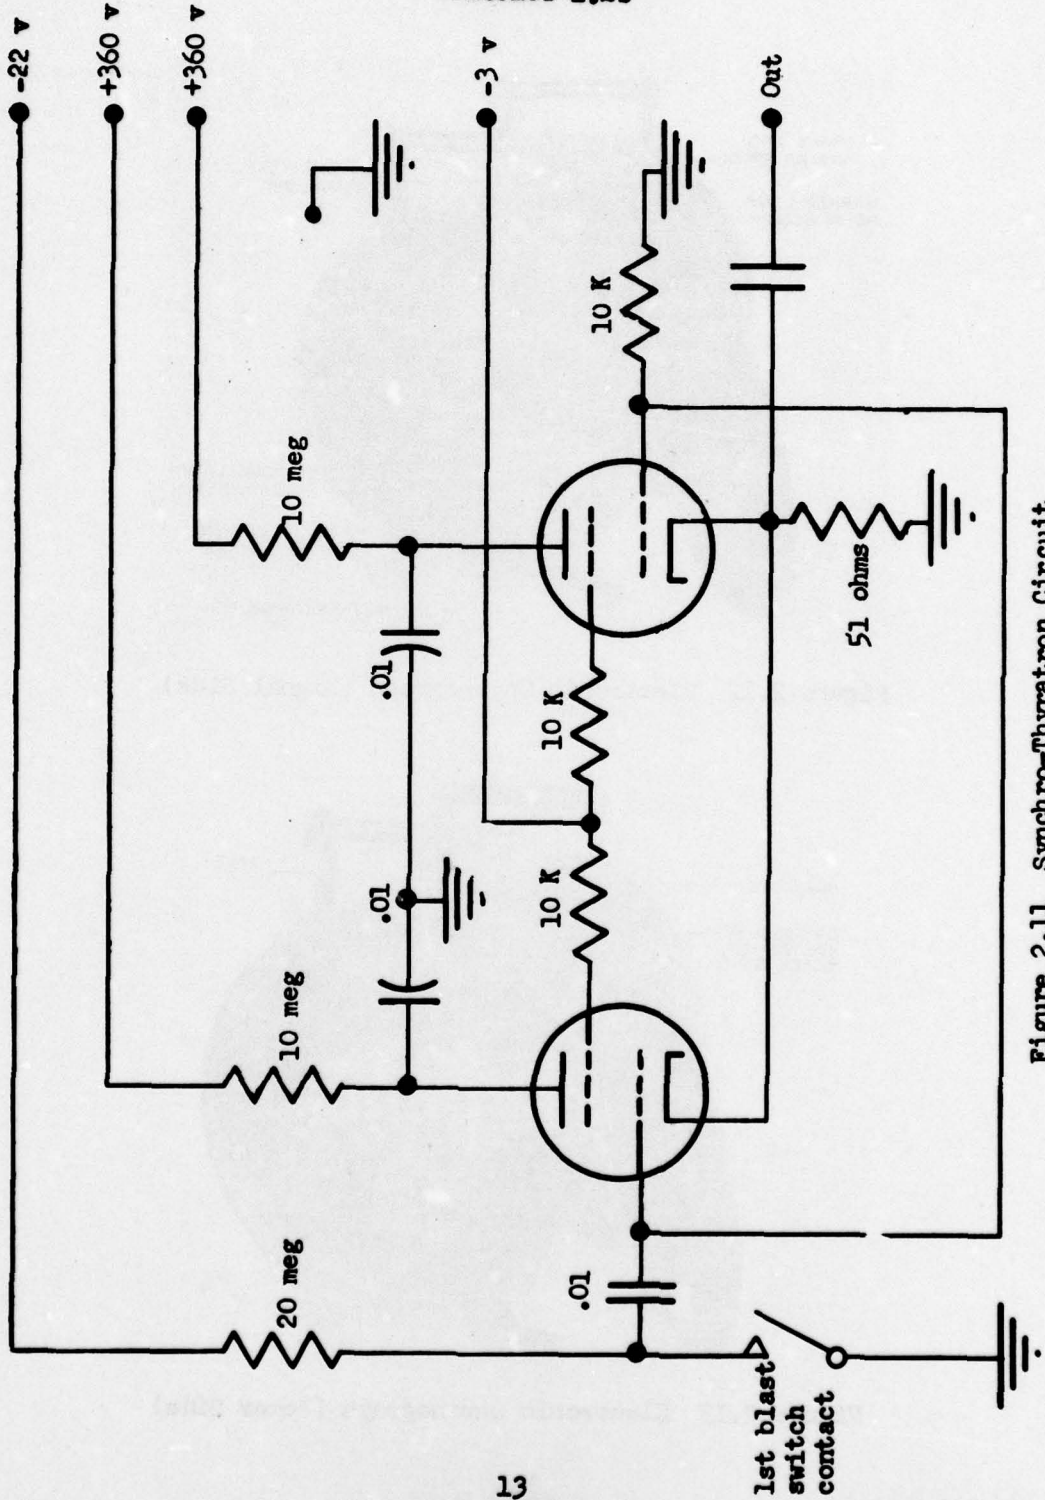 -22 v
+360 v
+360 v
-3 v
Out
10 meg
10 meg
20 meg
.01
.01
.01
10 K
10 K
10 K
51 ohms
1st blast
switch
contact
Figure 2.11 Synchro-Thyratron Circuit
13